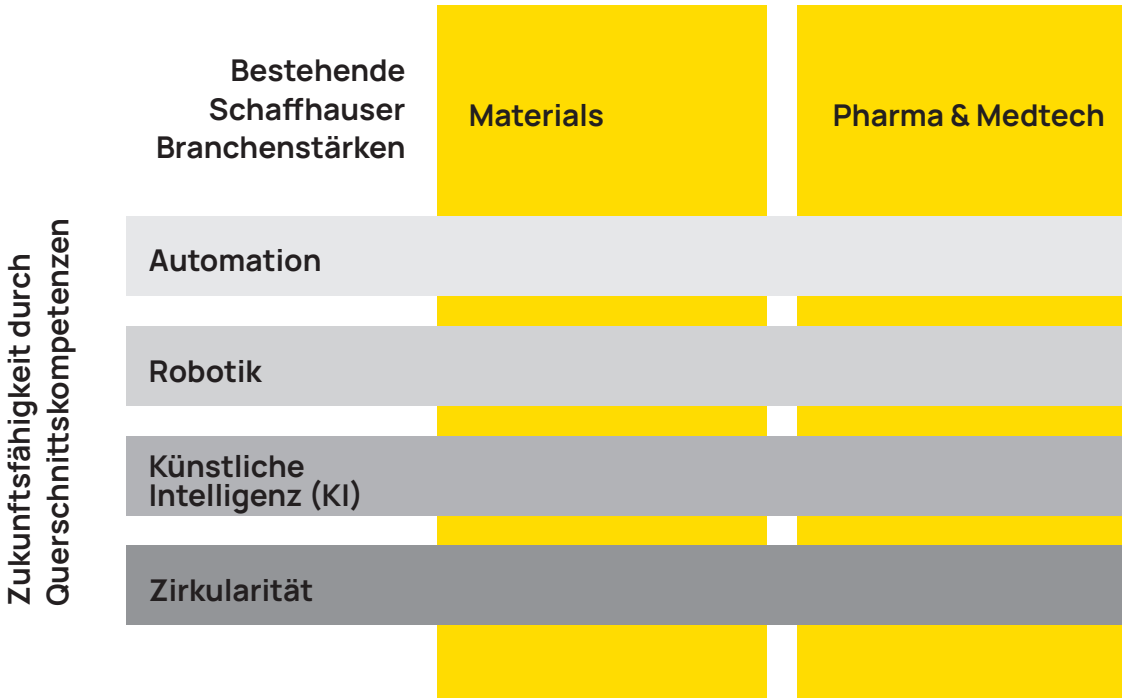 Bestehende
Schaffhauser
Branchenstärken
Materials
Pharma & Medtech
Zukunftsfähigkeit durch
Querschnittskompetenzen
Automation
Robotik
Künstliche
Intelligenz (KI)
Zirkularität